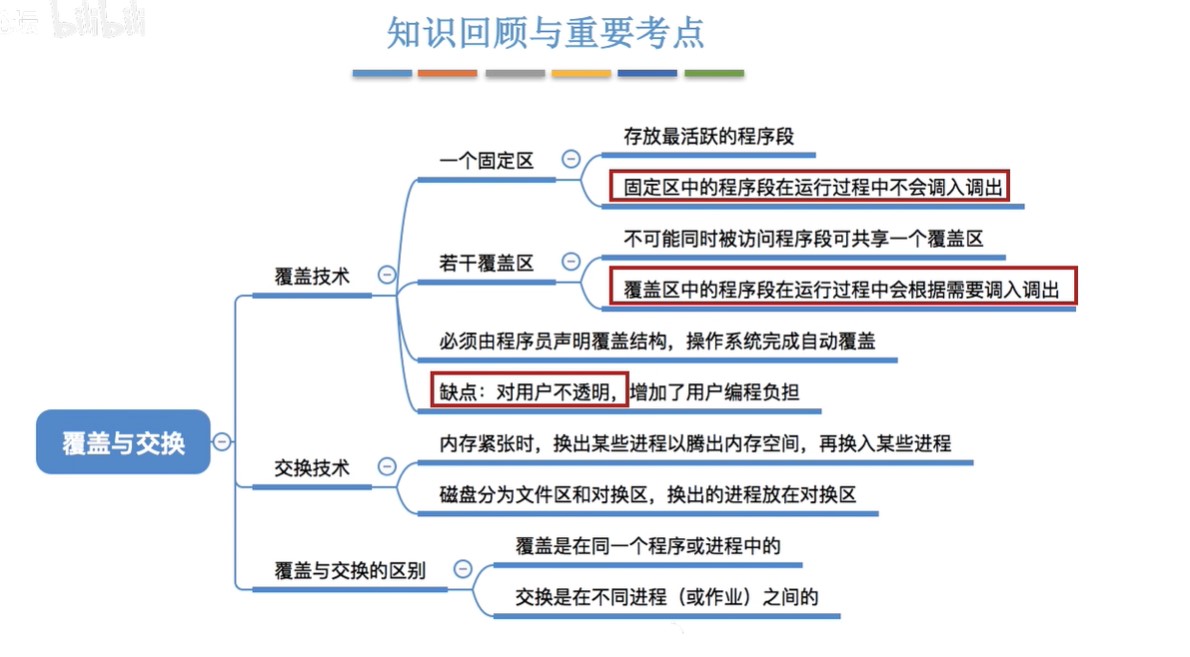 bilibili
知识回顾与重要考点
覆盖与交换
覆盖技术
一个固定区
存放最活跃的程序段
固定区中的程序段在运行过程中不会调入调出
若干覆盖区
不可能同时被访问程序段可共享一个覆盖区
覆盖区中的程序段在运行过程中会根据需要调入调出
必须由程序员声明覆盖结构，操作系统完成自动覆盖
缺点：对用户不透明，增加了用户编程负担
交换技术
内存紧张时，换出某些进程以腾出内存空间，再换入某些进程
磁盘分为文件区和对换区，换出的进程放在对换区
覆盖与交换的区别
覆盖是在同一个程序或进程中的
交换是在不同进程（或作业）之间的